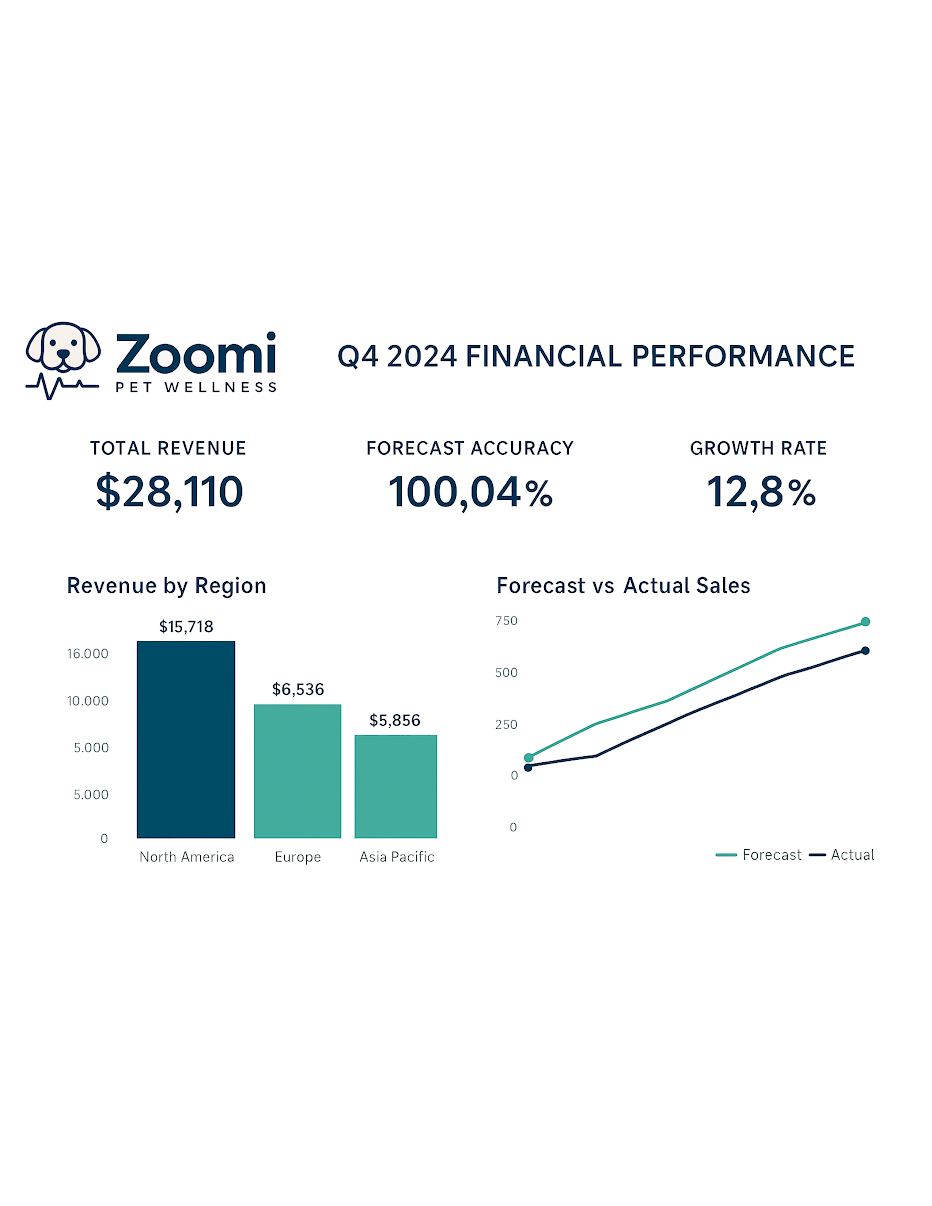 Zoomi
PET WELLNESS
Q4 2024 FINANCIAL PERFORMANCE
TOTAL REVENUE
$28,110
FORECAST ACCURACY
100,04%
GROWTH RATE
12,8%
Revenue by Region
16.000
10.000
5.000
5.000
0
$15,718
$6,536
$5,856
North America
Europe
Asia Pacific
Forecast vs Actual Sales
750
500
250
0
0
Forecast
Actual